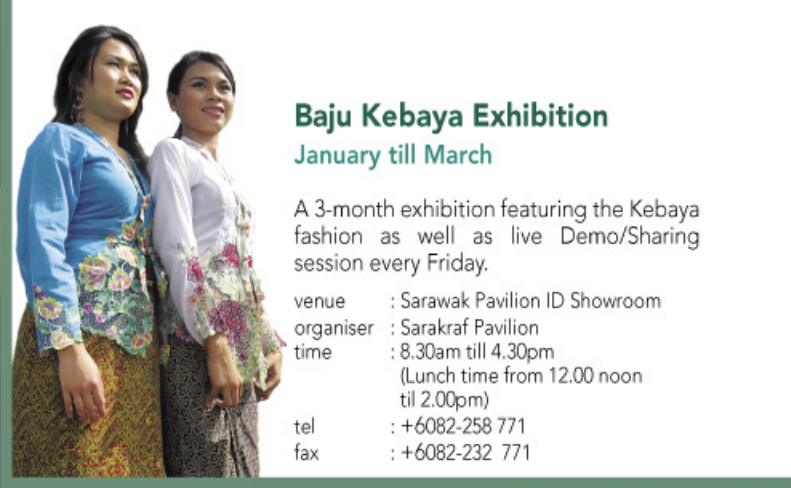 Baju Kebaya Exhibition
January till March
A 3-month exhibition featuring the Kebaya
fashion as well as live Demo/Sharing
session every Friday.
venue : Sarawak Pavilion ID Showroom
organiser : Sarakraf Pavilion
time : 8.30am till 4.30pm
(Lunch time from 12.00 noon
til 2.00pm)
tel : +6082-258 771
fax : +6082-232 771